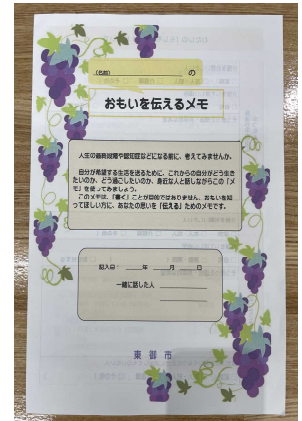 （名前） の
おもいを伝えるメモ
人生の最終段階や認知症などになる前に、考えてみませんか。
自分が希望する生活を送るために、これからの自分がどう生き
たいのか、どう過ごしたいのか、身近な人と話しながらこの「メ
モ」を使ってみましょう。
このメモは、「書く」ことが目的ではありません。おもいを知
ってほしい方に、あなたの思いを「伝える」ためのメモです。
記入日： 年 月 日
一緒に話した人
東御市